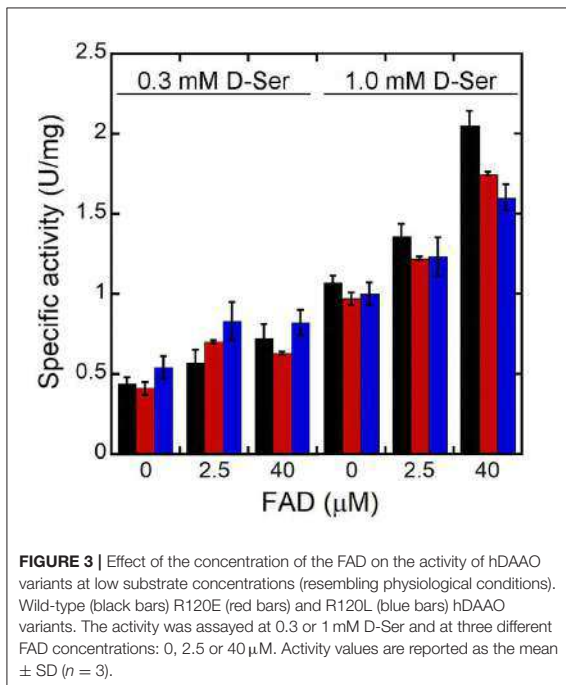 2.5
0.3 mM D-Ser 1.0 mM D-Ser
2
1.5
1
0.5
0
Specific activity (U/mg)
0 2.5 40 0 2.5 40
FAD (μM)
FIGURE 3 | Effect of the concentration of the FAD on the activity of hDAAO
variants at low substrate concentrations (resembling physiological conditions).
Wild-type (black bars) R120E (red bars) and R120L (blue bars) hDAAO
variants. The activity was assayed at 0.3 or 1 mM D-Ser and at three different
FAD concentrations: 0, 2.5 or 40 μM. Activity values are reported as the mean
± SD (n = 3).